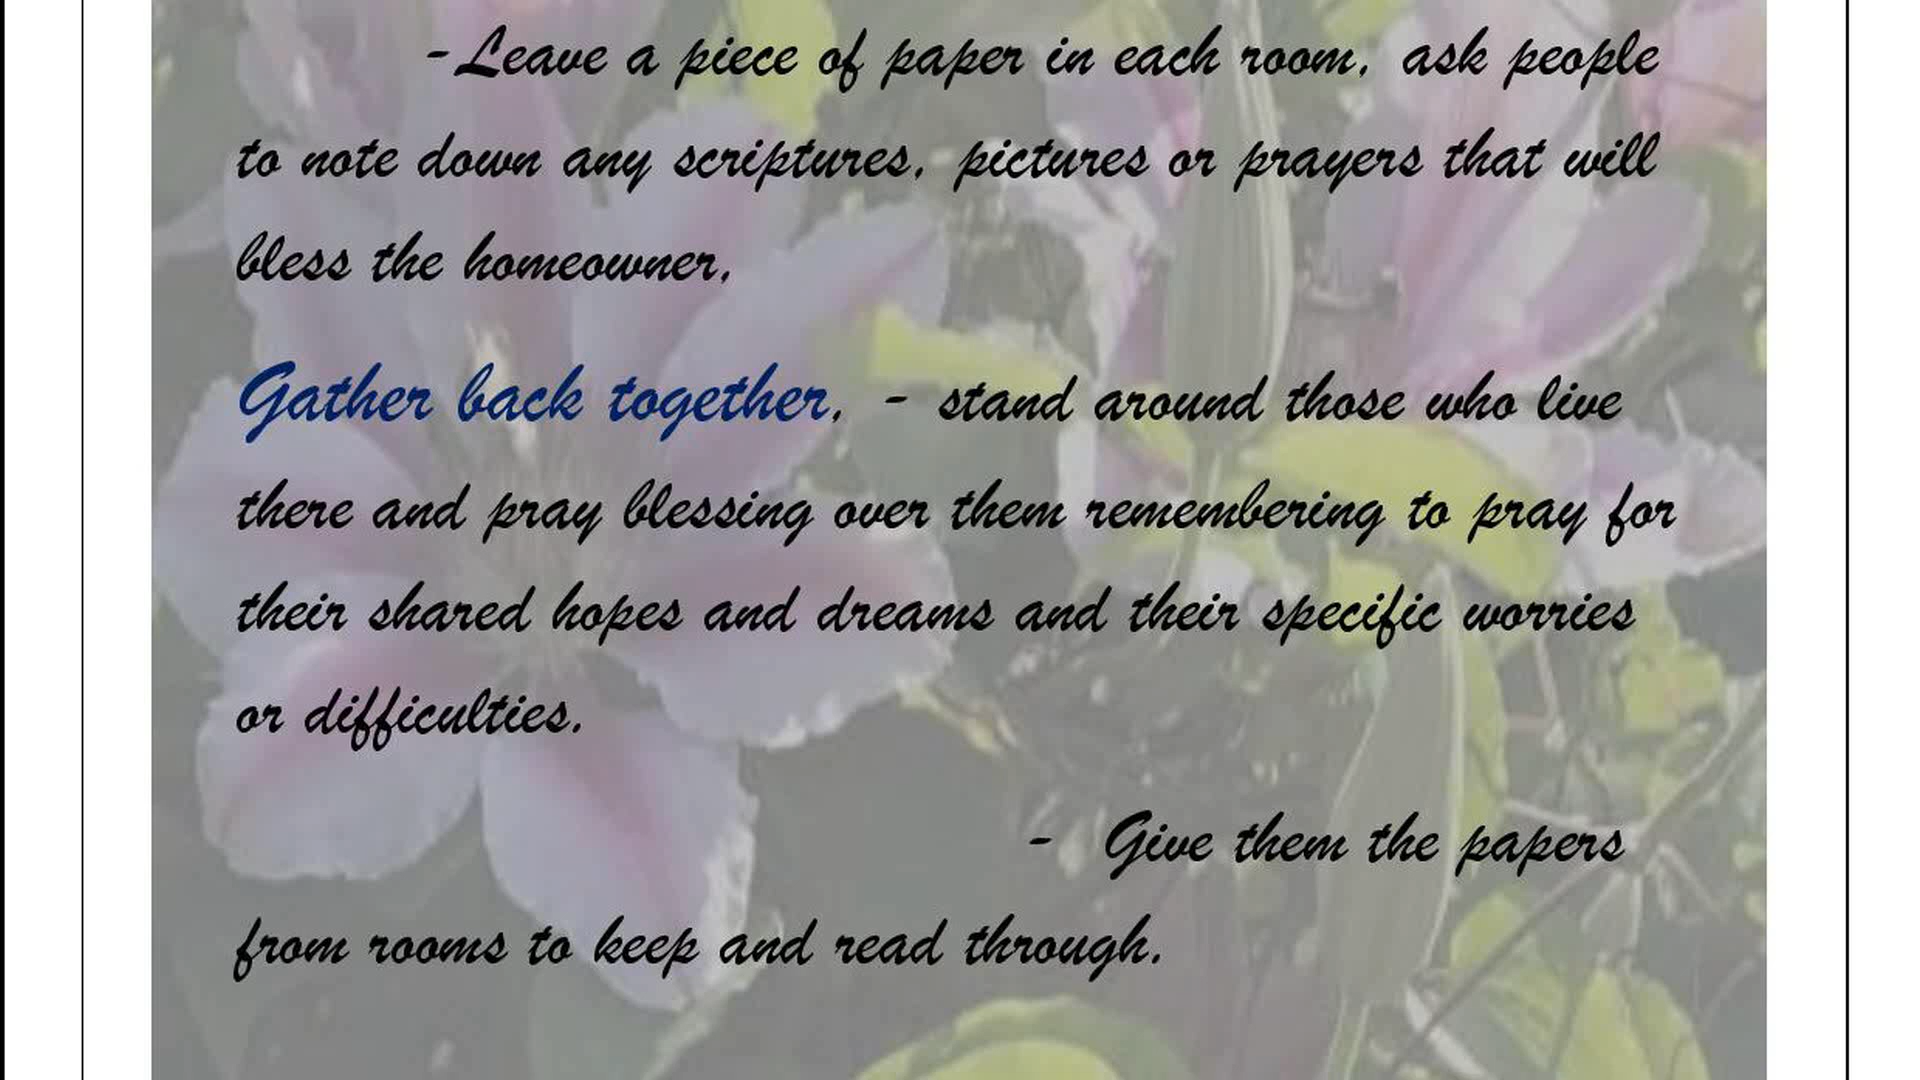 -Leave a piece of paper in each room, ask people
to note down any scriptures, pictures or prayers that will
bless the homeowner.
Gather back together, - stand around those who live
there and pray blessing over them remembering to pray for
their shared hopes and dreams and their specific worries
or difficulties.
- Give them the papers
from rooms to keep and read through.